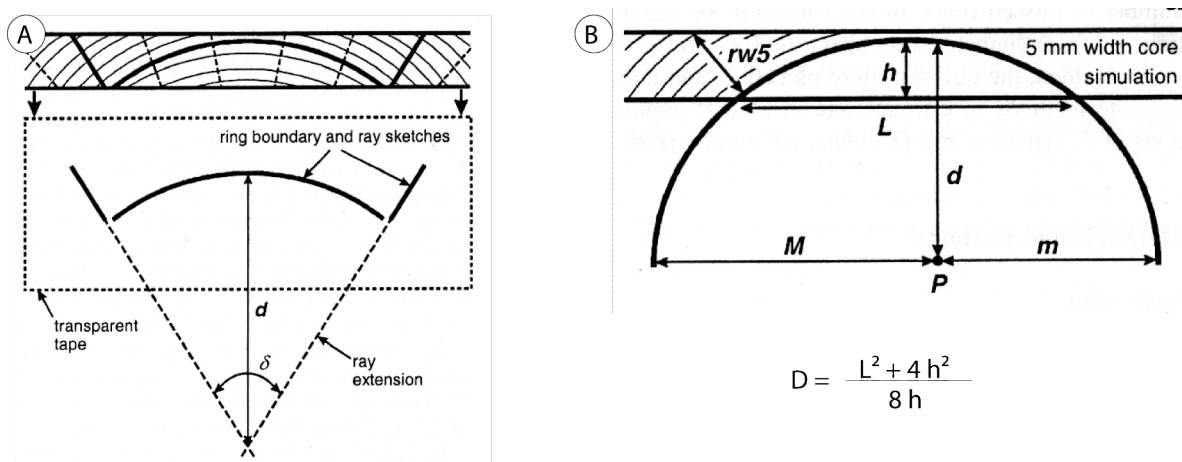 A
ring boundary and ray sketches
d
transparent
tape
δ
ray
extension
B
rw5
h
5 mm width core
simulation
L
d
M
m
P
D = L² + 4 h²
8 h